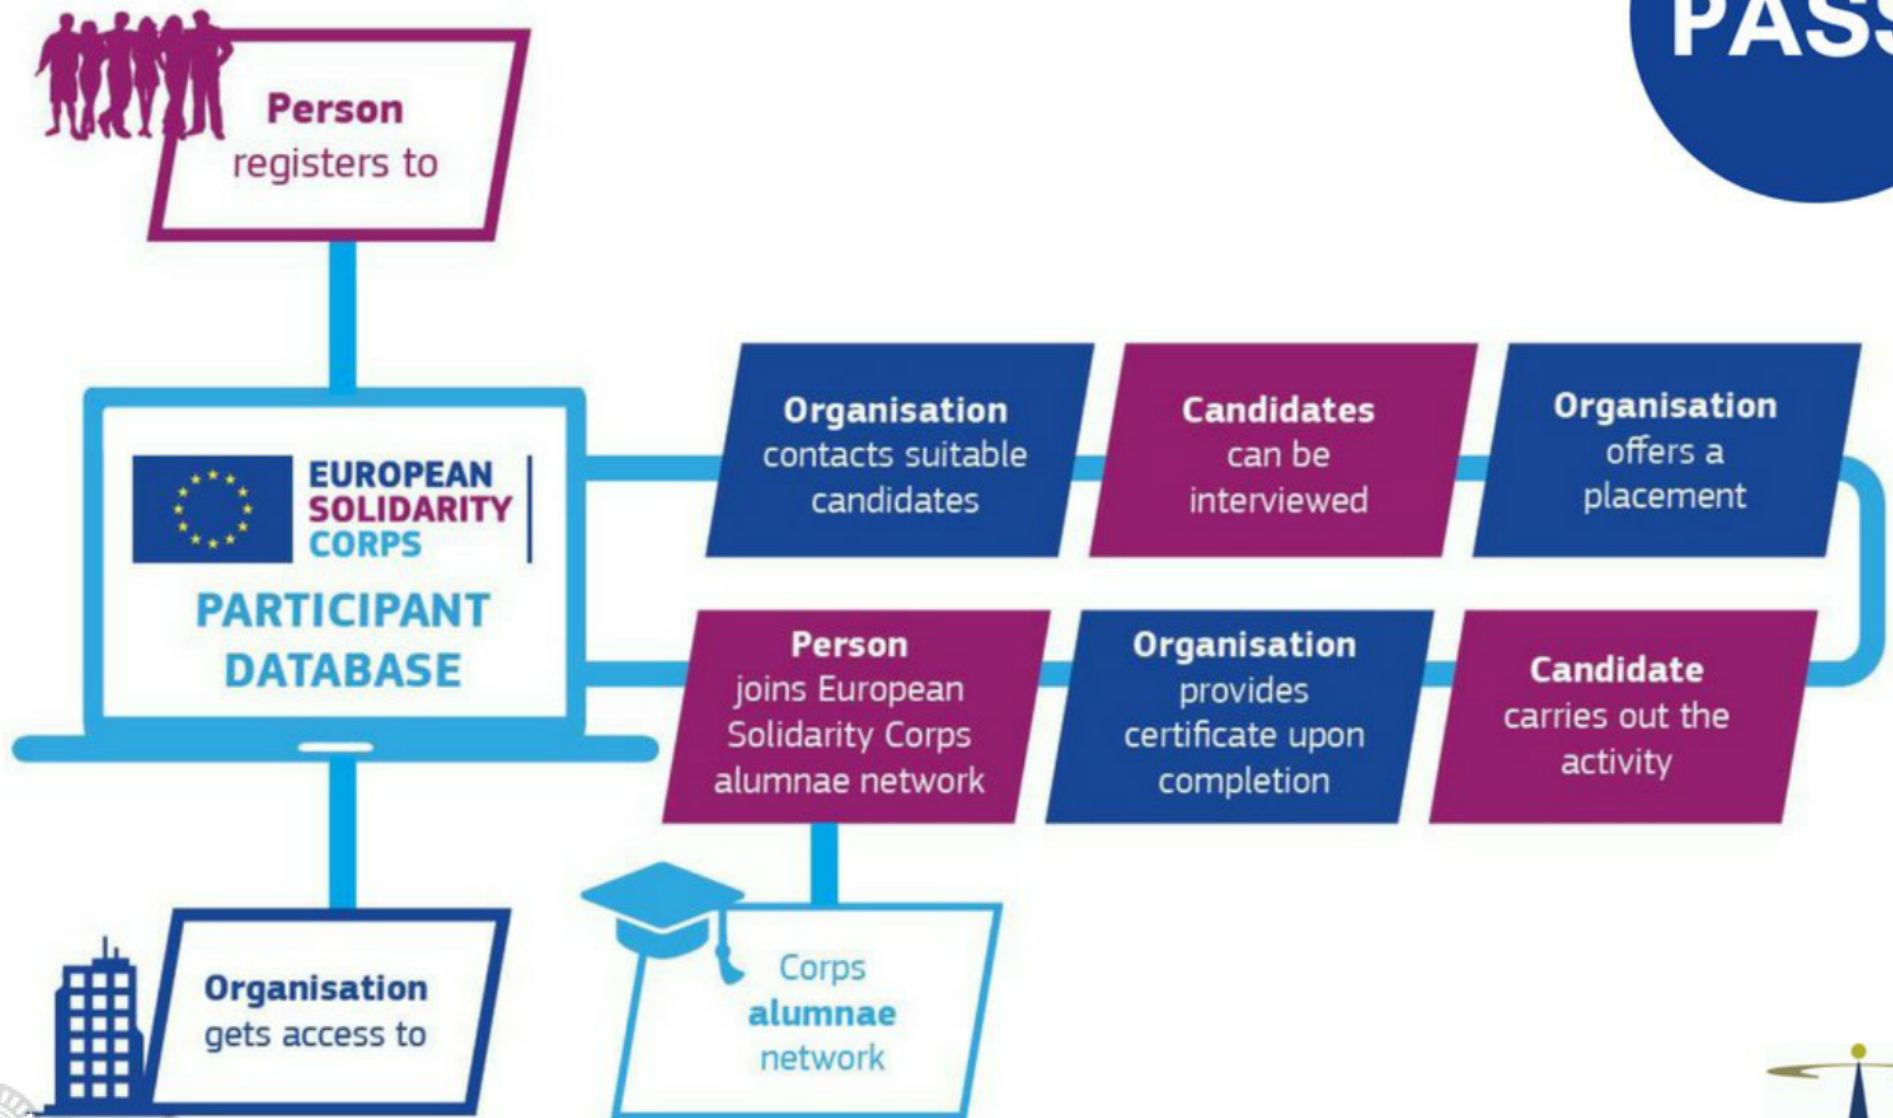 PASS
Person
registers to
EUROPEAN
SOLIDARITY
CORPS
PARTICIPANT
DATABASE
Organisation
contacts suitable
candidates
Candidates
can be
interviewed
Organisation
offers a
placement
Candidate
carries out the
activity
Organisation
provides
certificate upon
completion
Person
joins European
Solidarity Corps
alumnae network
Corps
alumnae
network
Organisation
gets access to